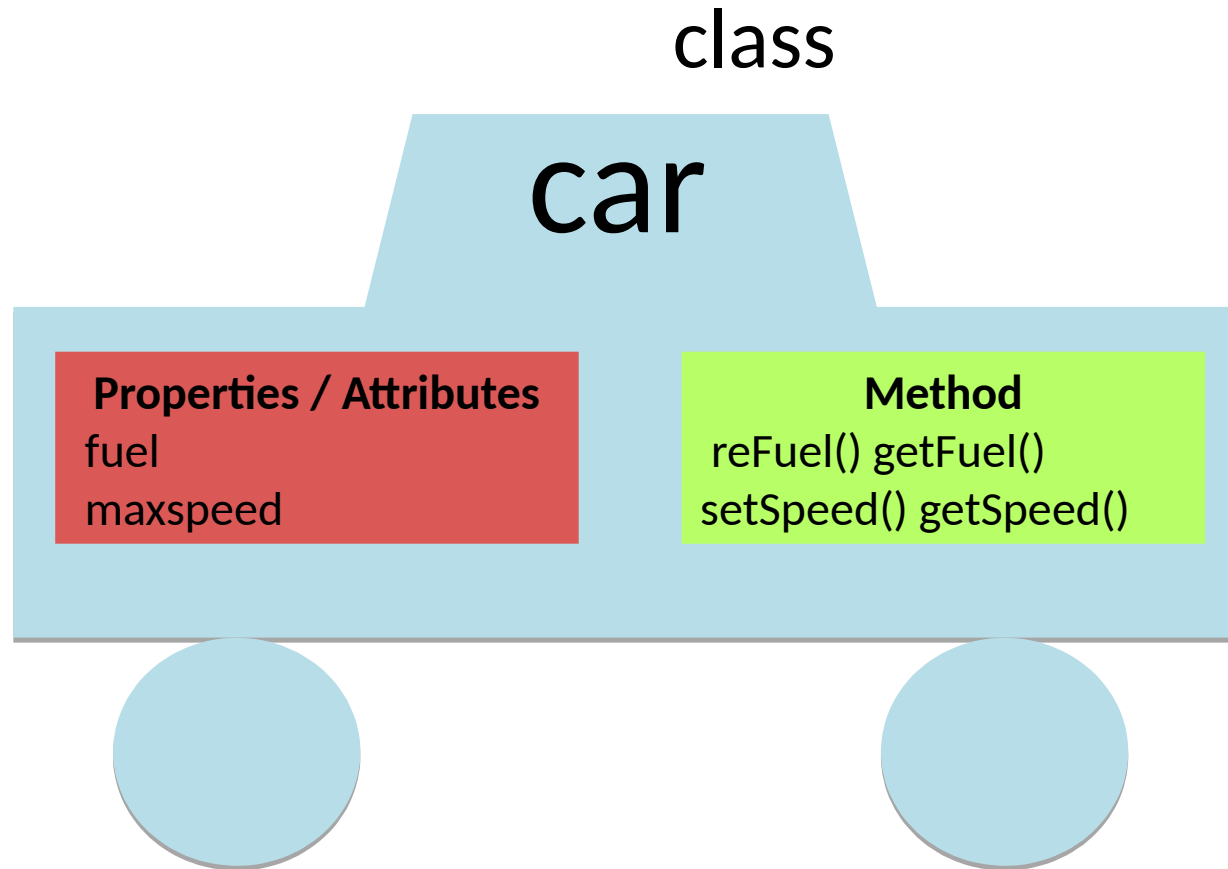 class
car
Properties / Attributes
fuel
maxspeed
Method
reFuel() getFuel()
setSpeed() getSpeed()